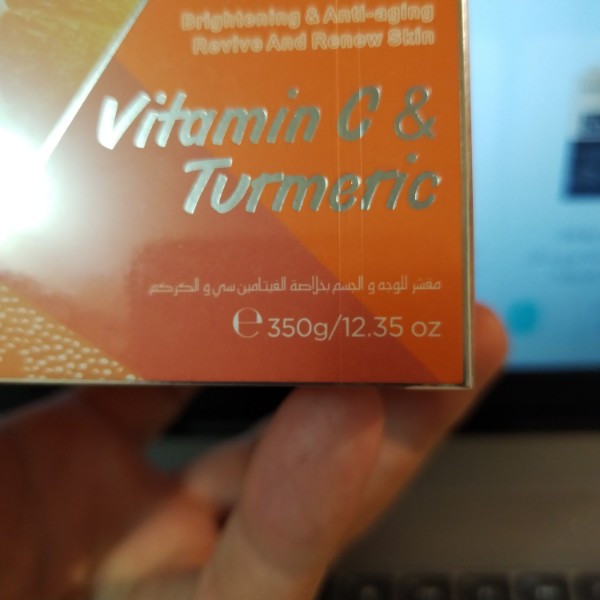 Brightening & Anti-aging
Revive And Renew Skin
Vitamin C &
Turmeric
مقشر للوجه و الجسم بخلاصة الفيتامين سي و الكركم
℮ 350g/12.35 oz